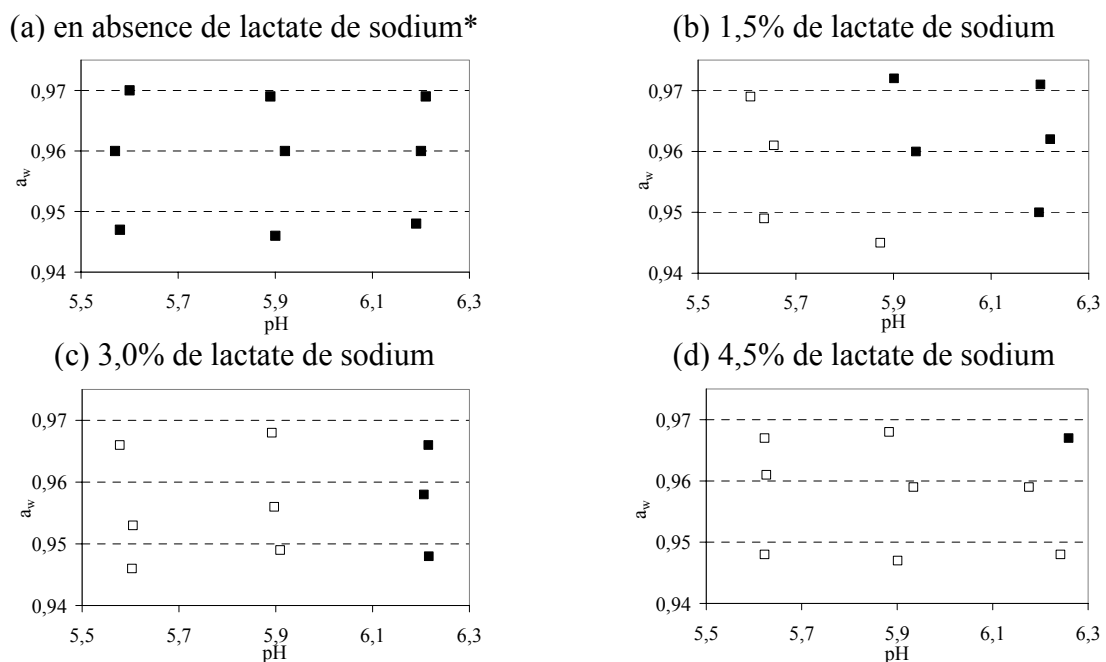 (a) en absence de lactate de sodium*
0,97
0,96
0,95
0,94
a_w
5,5 5,7 5,9 6,1 6,3
pH
(b) 1,5% de lactate de sodium
0,97
0,96
0,95
0,94
a_w
5,5 5,7 5,9 6,1 6,3
pH
(c) 3,0% de lactate de sodium
0,97
0,96
0,95
0,94
a_w
5,5 5,7 5,9 6,1 6,3
pH
(d) 4,5% de lactate de sodium
0,97
0,96
0,95
0,94
a_w
5,5 5,7 5,9 6,1 6,3
pH